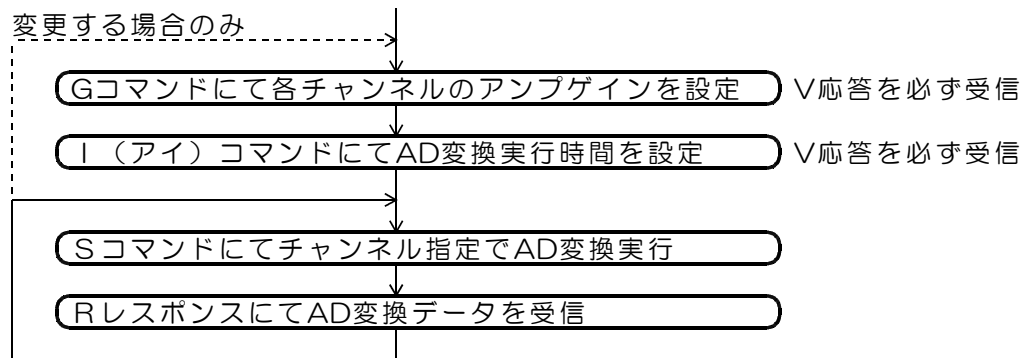 変更する場合のみ
Gコマンドにて各チャンネルのアンプゲインを設定 V応答を必ず受信
I（アイ）コマンドにてAD変換実行時間を設定 V応答を必ず受信
Sコマンドにてチャンネル指定でAD変換実行
RレスポンスにてAD変換データを受信